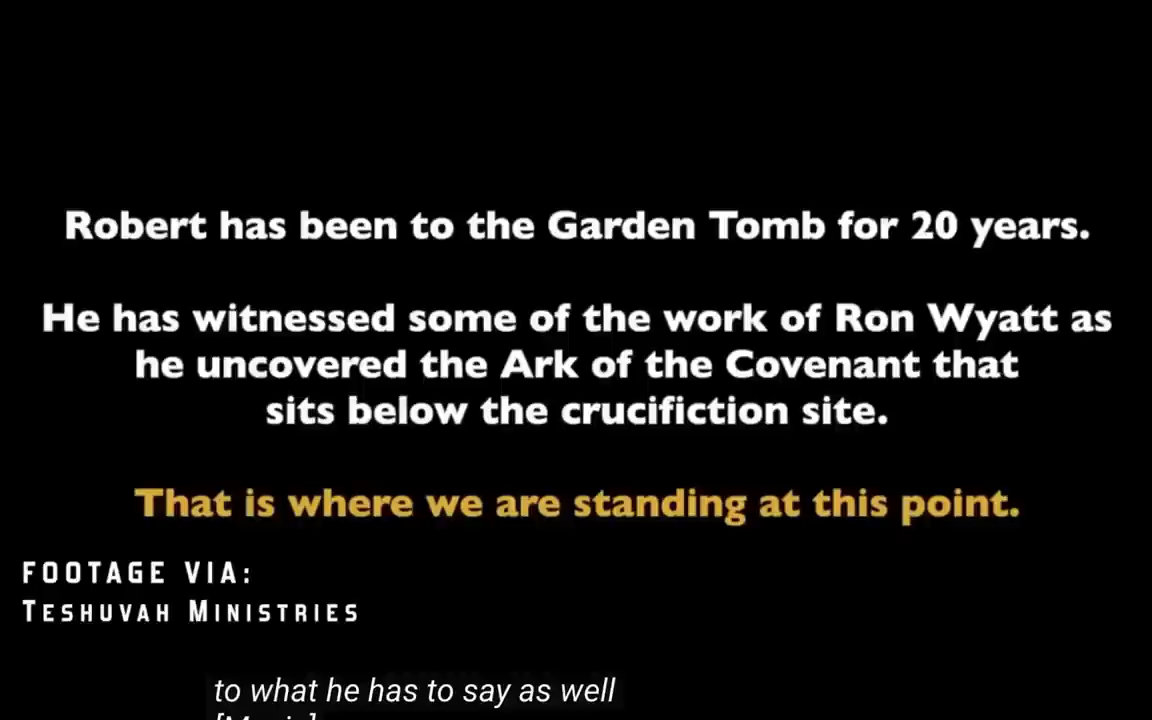 Robert has been to the Garden Tomb for 20 years.
He has witnessed some of the work of Ron Wyatt as
he uncovered the Ark of the Covenant that
sits below the crucifiction site.
That is where we are standing at this point.
FOOTAGE VIA:
TESHUVAH MINISTRIES
to what he has to say as well